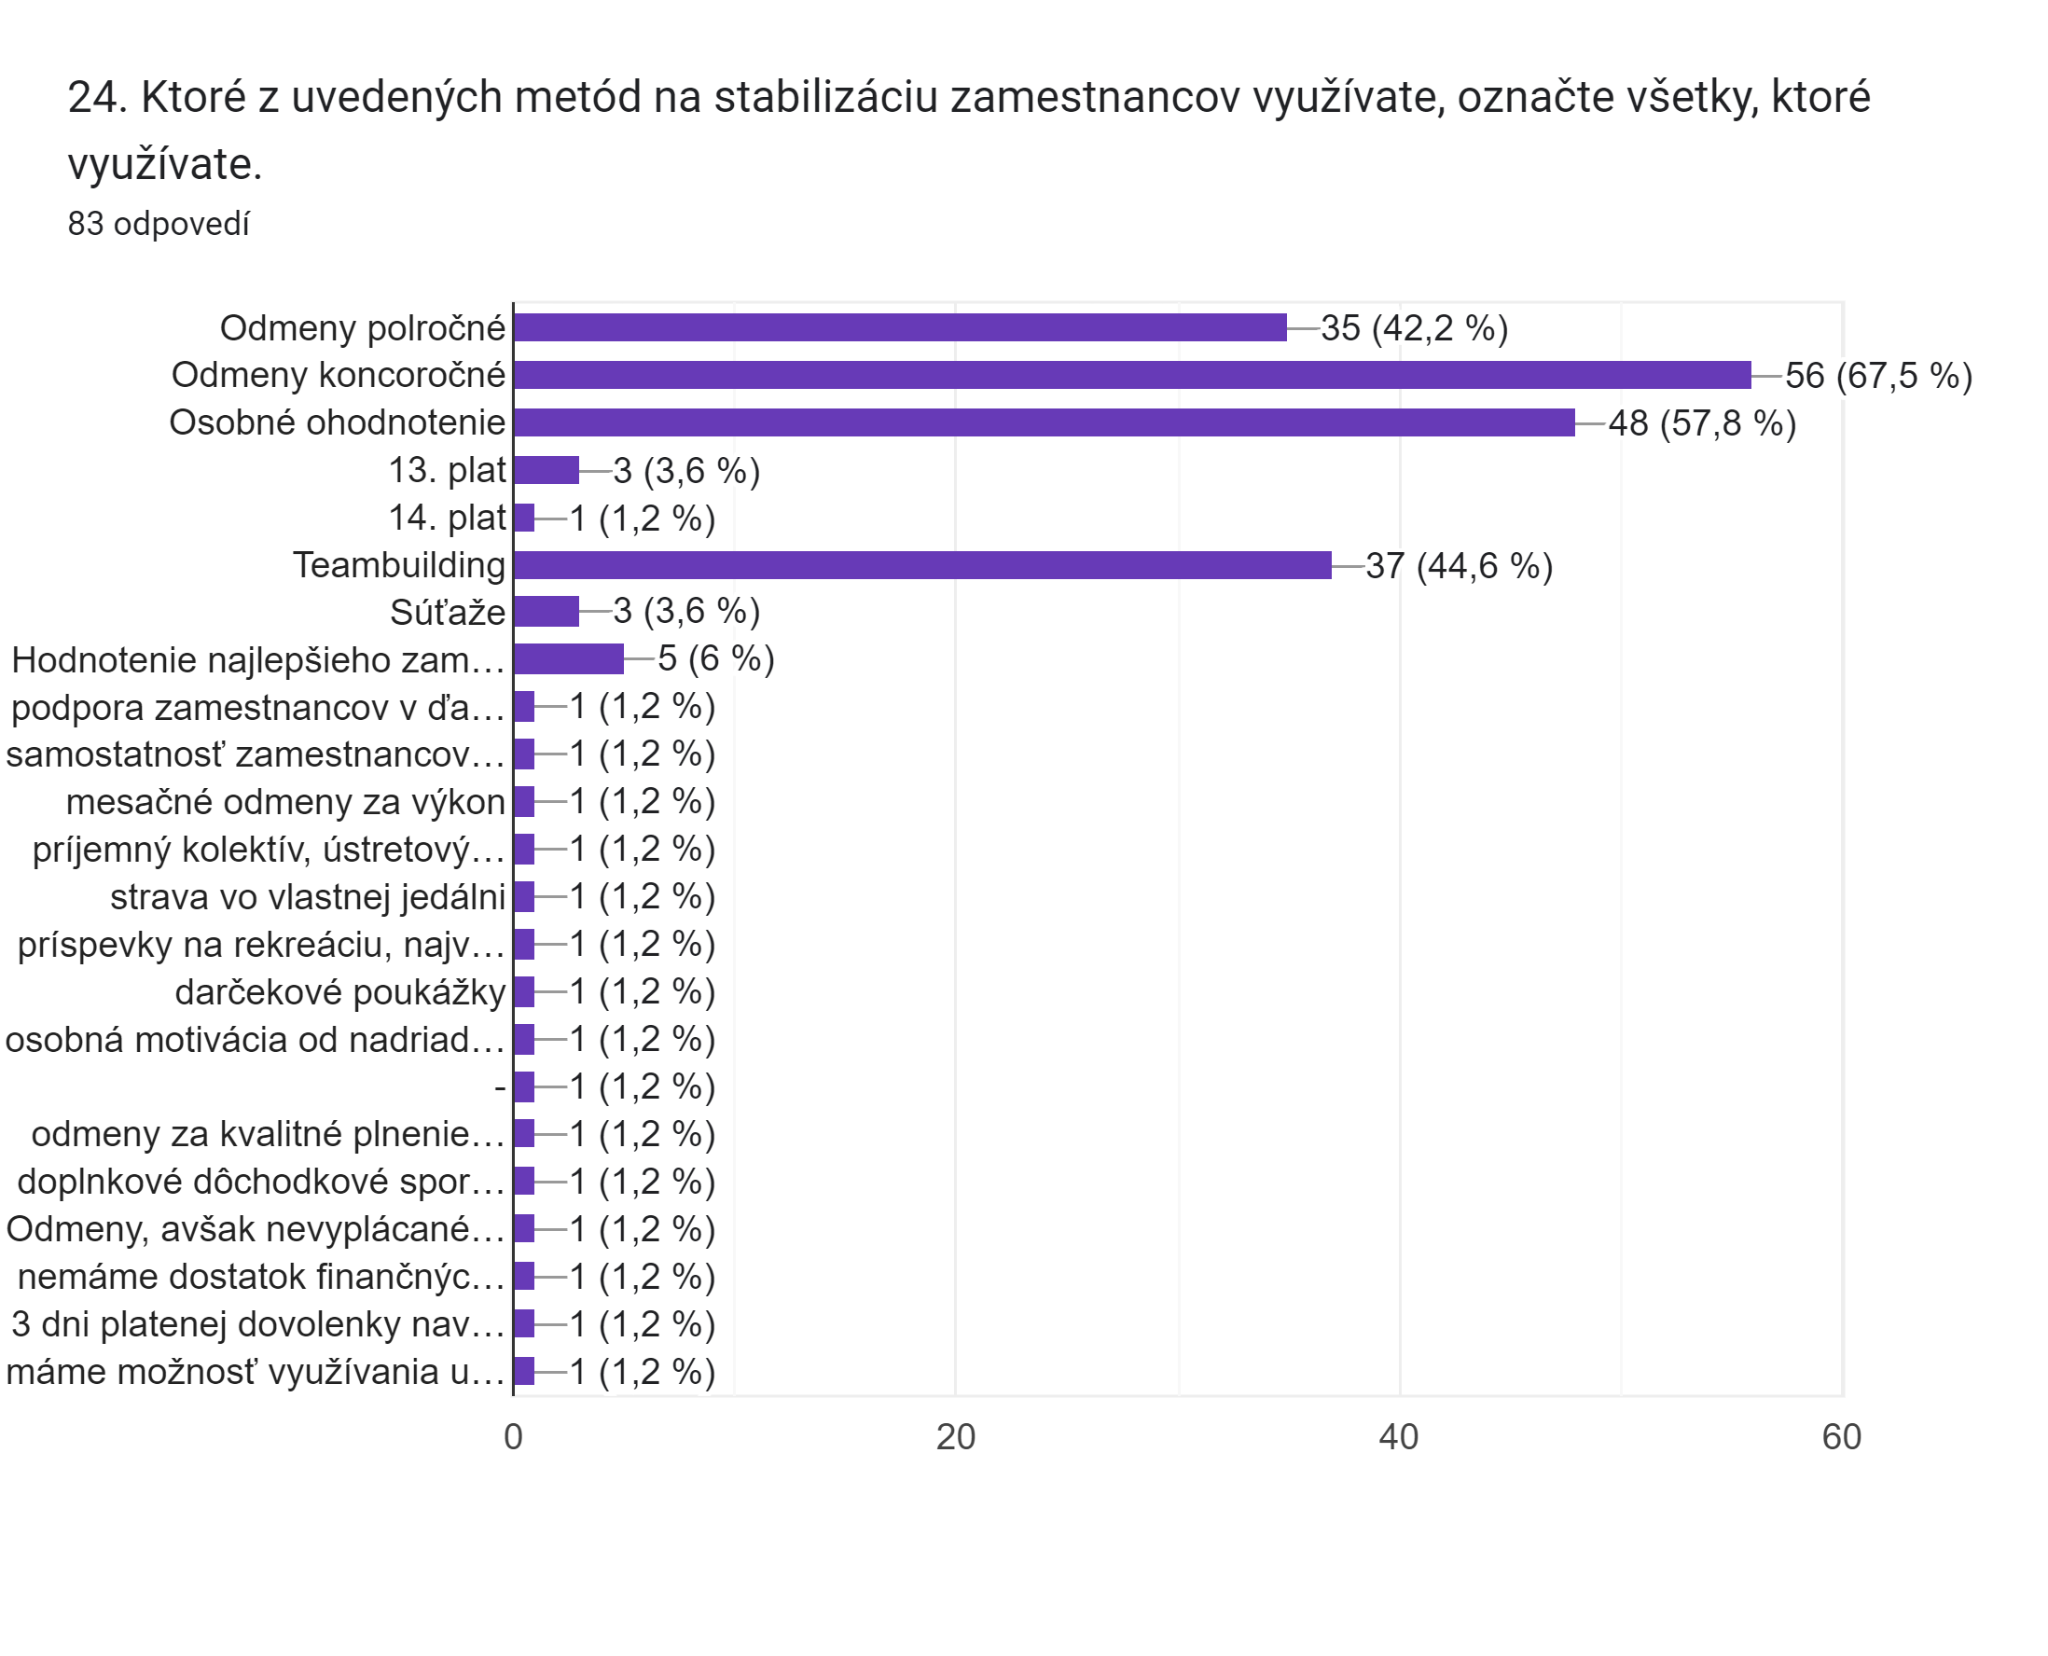 24. Ktoré z uvedených metód na stabilizáciu zamestnancov využívate, označte všetky, ktoré
využívate.
83 odpovedí
Odmeny polročné 35 (42,2 %)
Odmeny koncoročné 56 (67,5 %)
Osobné ohodnotenie 48 (57,8 %)
13. plat 3 (3,6 %)
14. plat 1 (1,2 %)
Teambuilding 37 (44,6 %)
Súťaže 3 (3,6 %)
Hodnotenie najlepšieho zam… 5 (6 %)
podpora zamestnancov v ďa… 1 (1,2 %)
samostatnosť zamestnancov… 1 (1,2 %)
mesačné odmeny za výkon 1 (1,2 %)
príjemný kolektív, ústretový… 1 (1,2 %)
strava vo vlastnej jedálni 1 (1,2 %)
príspevky na rekreáciu, najv… 1 (1,2 %)
darčekové poukážky 1 (1,2 %)
osobná motivácia od nadriad… 1 (1,2 %)
- 1 (1,2 %)
odmeny za kvalitné plnenie… 1 (1,2 %)
doplnkové dôchodkové spor… 1 (1,2 %)
Odmeny, avšak nevyplácané… 1 (1,2 %)
nemáme dostatok finančnýc… 1 (1,2 %)
3 dni platenej dovolenky nav… 1 (1,2 %)
máme možnosť využívania u… 1 (1,2 %)
0 20 40 60